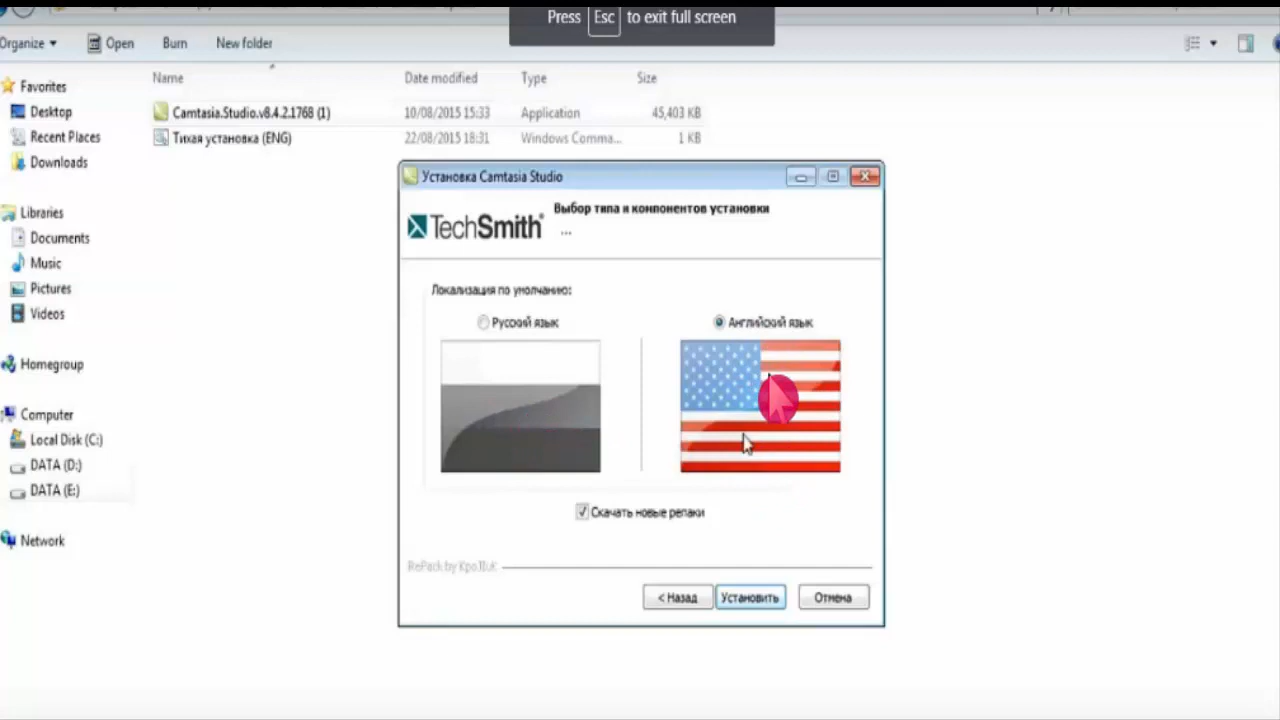 Press Esc to exit full screen
Organize Open Burn New folder
Name Date modified Type Size
Favorites
Desktop
Recent Places
Downloads
Libraries
Documents
Music
Pictures
Videos
Homegroup
Computer
Local Disk (C:)
DATA (D:)
DATA (E:)
Network
Camtasia.Studio.v8.4.2.1768 (1) 10/08/2015 15:33 Application 45,403 KB
Тихая установка (ENG) 22/08/2015 18:31 Windows Comma... 1 KB
Установка Camtasia Studio
TechSmith®
Выбор типа и компонентов установки
...
Локализация по умолчанию:
Русский язык Английский язык
Скачать новые репаки
RePack by KpoJIuK
< Назад Установить Отмена